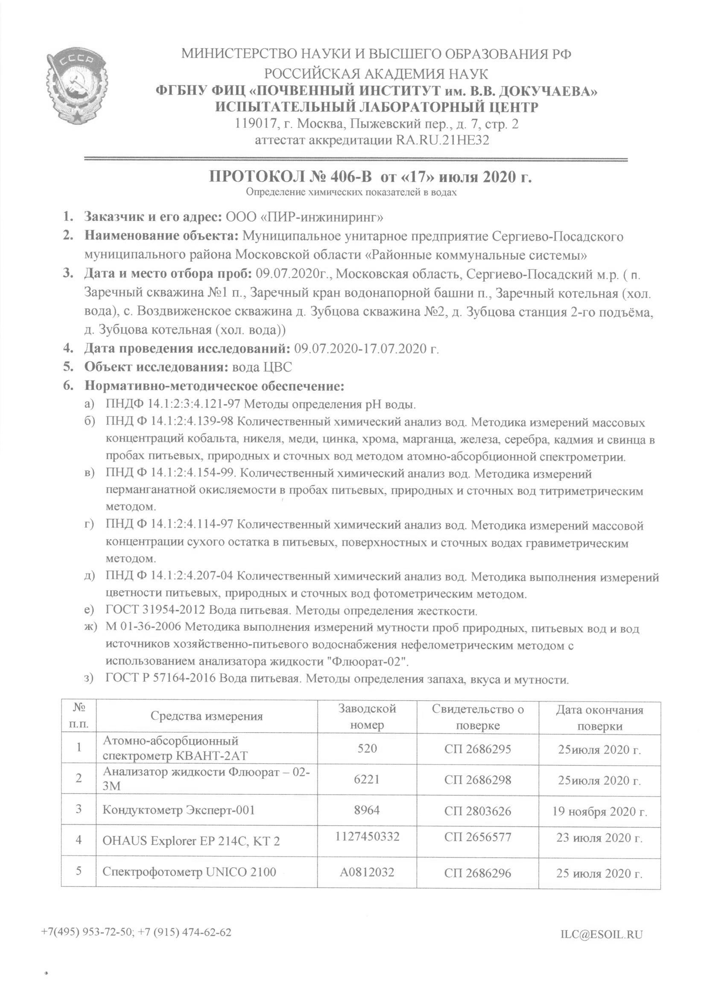 СССР
МИНИСТЕРСТВО НАУКИ И ВЫСШЕГО ОБРАЗОВАНИЯ РФ
РОССИЙСКАЯ АКАДЕМИЯ НАУК
ФГБНУ ФИЦ «ПОЧВЕННЫЙ ИНСТИТУТ им. В.В. ДОКУЧАЕВА»
ИСПЫТАТЕЛЬНЫЙ ЛАБОРАТОРНЫЙ ЦЕНТР
119017, г. Москва, Пыжевский пер., д. 7, стр. 2
аттестат аккредитации RA.RU.21НЕ32
ПРОТОКОЛ № 406-В от «17» июля 2020 г.
Определение химических показателей в водах
1. Заказчик и его адрес: ООО «ПИР-инжиниринг»
2. Наименование объекта: Муниципальное унитарное предприятие Сергиево-Посадского
муниципального района Московской области «Районные коммунальные системы»
3. Дата и место отбора проб: 09.07.2020г., Московская область, Сергиево-Посадский м.р. ( п.
Заречный скважина №1 п., Заречный кран водонапорной башни п., Заречный котельная (хол.
вода), с. Воздвиженское скважина д. Зубцова скважина №2, д. Зубцова станция 2-го подъёма,
д. Зубцова котельная (хол. вода))
4. Дата проведения исследований: 09.07.2020-17.07.2020 г.
5. Объект исследования: вода ЦВС
6. Нормативно-методическое обеспечение:
а) ПНДФ 14.1:2:3:4.121-97 Методы определения рН воды.
б) ПНД Ф 14.1:2:4.139-98 Количественный химический анализ вод. Методика измерений массовых
концентраций кобальта, никеля, меди, цинка, хрома, марганца, железа, серебра, кадмия и свинца в
пробах питьевых, природных и сточных вод методом атомно-абсорбционной спектрометрии.
в) ПНД Ф 14.1:2:4.154-99. Количественный химический анализ вод. Методика измерений
перманганатной окисляемости в пробах питьевых, природных и сточных вод титриметрическим
методом.
г) ПНД Ф 14.1:2:4.114-97 Количественный химический анализ вод. Методика измерений массовой
концентрации сухого остатка в питьевых, поверхностных и сточных водах гравиметрическим
методом.
д) ПНД Ф 14.1:2:4.207-04 Количественный химический анализ вод. Методика выполнения измерений
цветности питьевых, природных и сточных вод фотометрическим методом.
е) ГОСТ 31954-2012 Вода питьевая. Методы определения жесткости.
ж) М 01-36-2006 Методика выполнения измерений мутности проб природных, питьевых вод и вод
источников хозяйственно-питьевого водоснабжения нефелометрическим методом с
использованием анализатора жидкости "Флюорат-02".
з) ГОСТ Р 57164-2016 Вода питьевая. Методы определения запаха, вкуса и мутности.
№ п.п. Средства измерения Заводской номер Свидетельство о поверке Дата окончания поверки
1 Атомно-абсорбционный спектрометр КВАНТ-2АТ 520 СП 2686295 25июля 2020 г.
2 Анализатор жидкости Флюорат – 02-3М 6221 СП 2686298 25июля 2020 г.
3 Кондуктометр Эксперт-001 8964 СП 2803626 19 ноября 2020 г.
4 OHAUS Explorer EP 214C, КТ 2 1127450332 СП 2656577 23 июля 2020 г.
5 Спектрофотометр UNICO 2100 А0812032 СП 2686296 25 июля 2020 г.
+7(495) 953-72-50; +7 (915) 474-62-62 ILC@ESOIL.RU